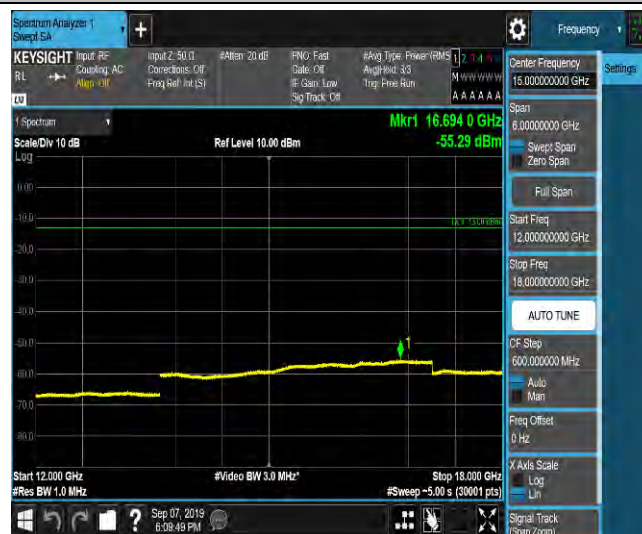 Spectrum Analyzer 1
Swept SA
+
Frequency
KEYSIGHT
RL
Input: RF
Coupling: AC
Align: Off
Input Z: 50 Ω
Corrections: Off
Freq Ref: Int (S)
#Atten: 20 dB
PNO: Fast
Gate: Off
IF Gain: Low
Sig Track: Off
#Avg Type: Power (RMS
Avg|Hold: 3/3
Trig: Free Run
1 2 3 4 5
M W W W W W
A A A A A A
1 Spectrum
Scale/Div 10 dB
Log
Ref Level 10.00 dBm
Mkr1 16.694 0 GHz
-55.29 dBm
0.00
-10.0
-20.0
-30.0
-40.0
-50.0
-60.0
-70.0
-80.0
1
Start 12.000 GHz
#Res BW 1.0 MHz
#Video BW 3.0 MHz*
Stop 18.000 GHz
#Sweep ~5.00 s (30001 pts)
Sep 07, 2019
6:09:49 PM
Center Frequency
15.000000000 GHz
Settings
Span
6.00000000 GHz
Swept Span
Zero Span
Full Span
Start Freq
12.000000000 GHz
Stop Freq
18.000000000 GHz
AUTO TUNE
CF Step
600.000000 MHz
Auto
Man
Freq Offset
0 Hz
X Axis Scale
Log
Lin
Signal Track
(Span Zoom)